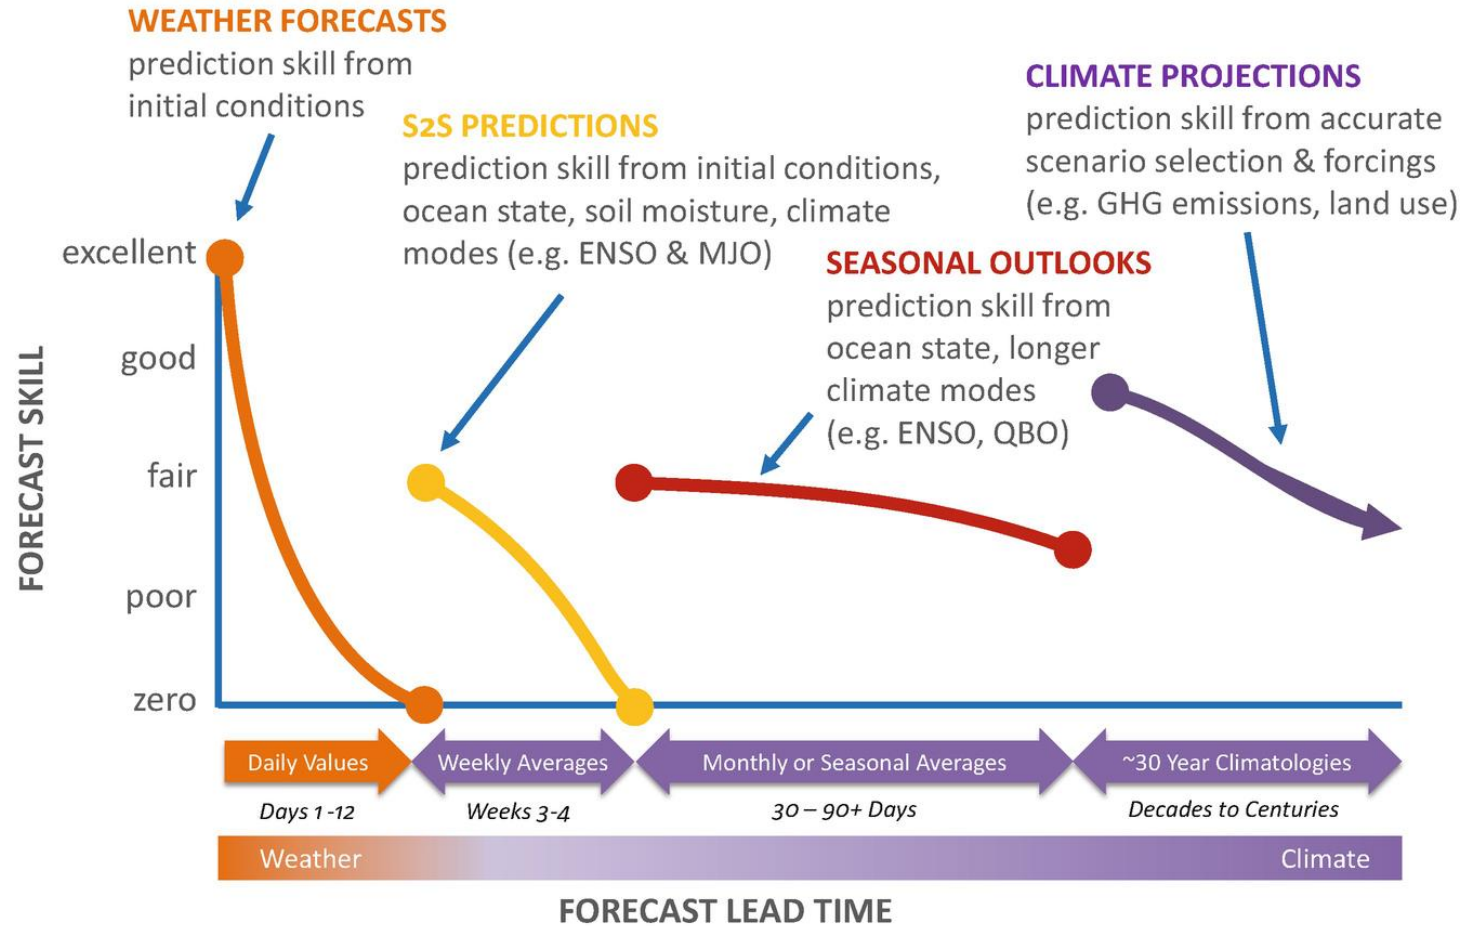 WEATHER FORECASTS
prediction skill from
initial conditions
S2S PREDICTIONS
prediction skill from initial conditions,
ocean state, soil moisture, climate
modes (e.g. ENSO & MJO)
CLIMATE PROJECTIONS
prediction skill from accurate
scenario selection & forcings
(e.g. GHG emissions, land use)
SEASONAL OUTLOOKS
prediction skill from
ocean state, longer
climate modes
(e.g. ENSO, QBO)
FORECAST SKILL
excellent
good
fair
poor
zero
Daily Values
Weekly Averages
Monthly or Seasonal Averages
~30 Year Climatologies
Days 1-12
Weeks 3-4
30 – 90+ Days
Decades to Centuries
Weather
Climate
FORECAST LEAD TIME